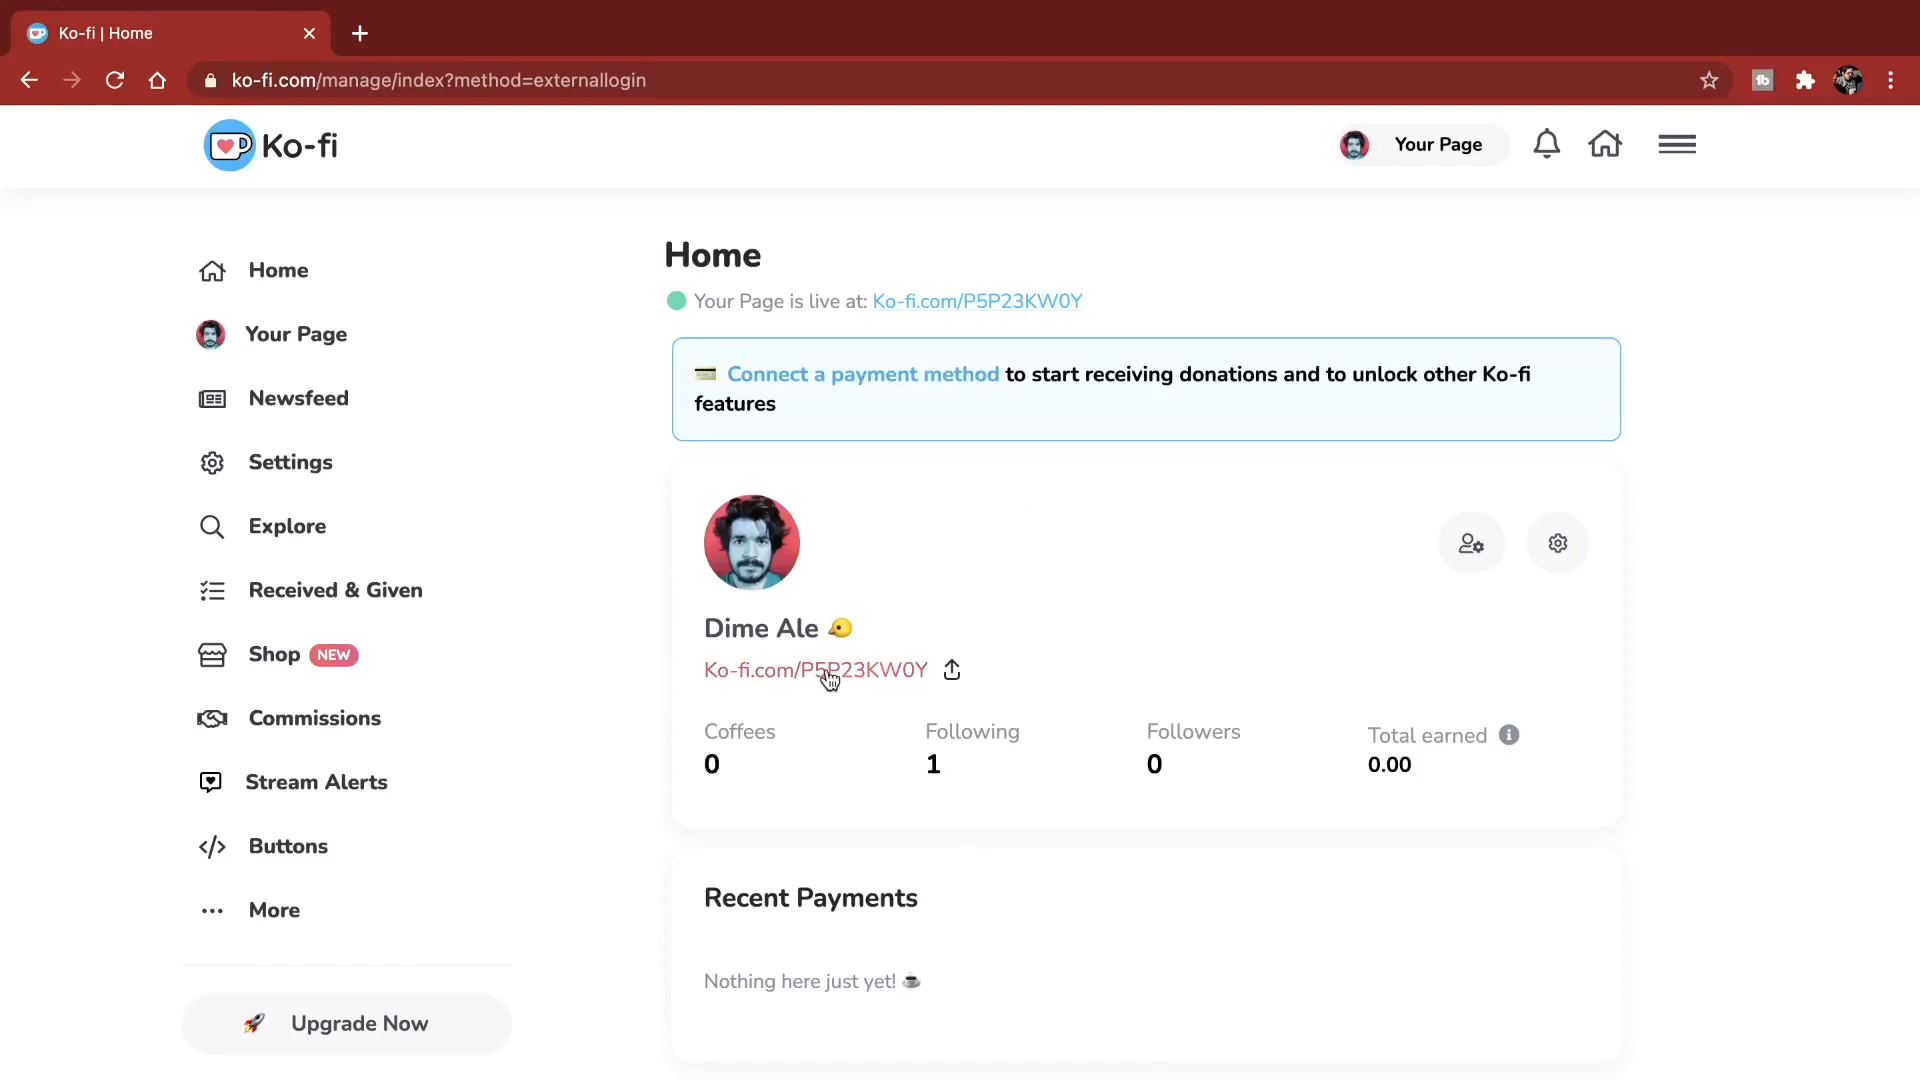 Ko-fi | Home
ko-fi.com/manage/index?method=externallogin
Ko-fi
Your Page
Home
Your Page
Newsfeed
Settings
Explore
Received & Given
Shop NEW
Commissions
Stream Alerts
Buttons
More
Upgrade Now
Home
Your Page is live at: Ko-fi.com/P5P23KW0Y
Connect a payment method to start receiving donations and to unlock other Ko-fi
features
Dime Ale
Ko-fi.com/P5P23KW0Y
Coffees Following Followers Total earned
0 1 0 0.00
Recent Payments
Nothing here just yet!